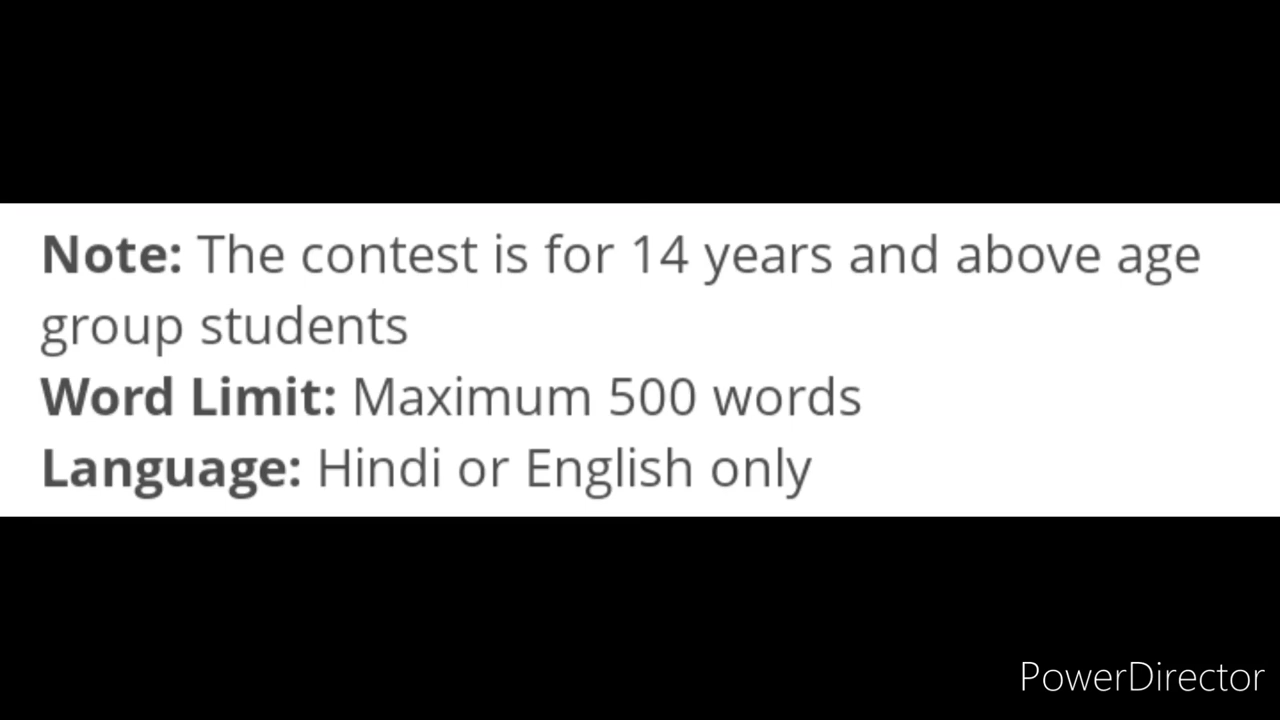 Note: The contest is for 14 years and above age
group students
Word Limit: Maximum 500 words
Language: Hindi or English only
PowerDirector